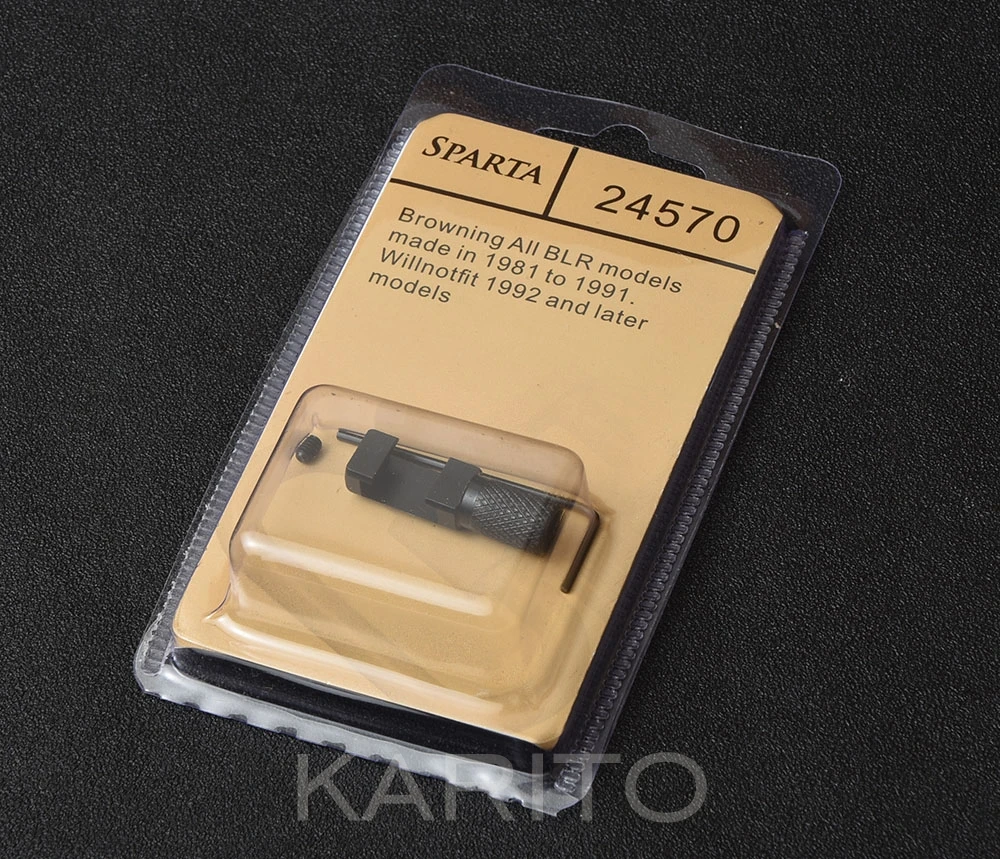 SPARTA
24570
Browning All BLR models
made in 1981 to 1991.
Willnotfit 1992 and later
models
KARITO